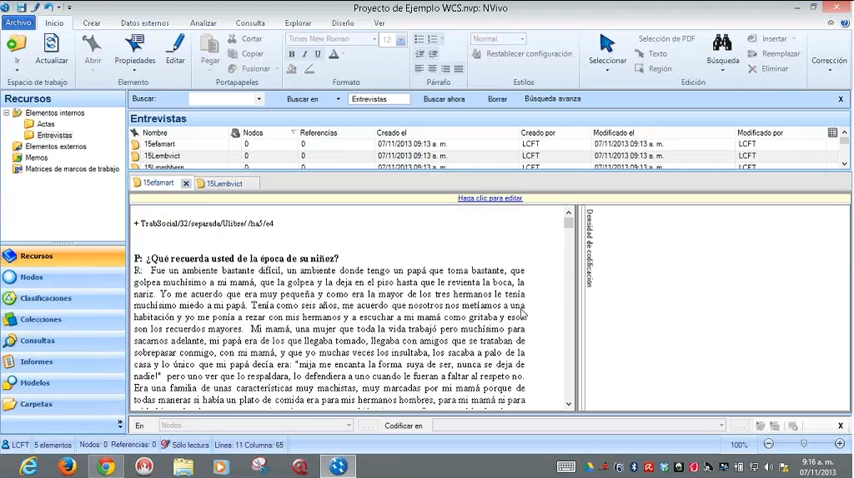 Proyecto de Ejemplo WCS.nvp: NVivo
Archivo Inicio Crear Datos externos Analizar Consulta Explorar Diseño Ver
Ir
Actualizar
Espacio de trabajo
Abrir
Propiedades
Editar
Elemento
Pegar
Cortar
Copiar
Fusionar
Portapapeles
Times New Roman 12
N I S
Formato
Párrafo
Normal
Restablecer configuración
Estilos
Seleccionar
Selección de PDF
Texto
Región
Búsqueda
Insertar
Reemplazar
Eliminar
Edición
Corrección
Recursos
Elementos internos
Actas
Entrevistas
Elementos externos
Memos
Matrices de marcos de trabajo
Buscar: Buscar en Entrevistas Buscar ahora Borrar Búsqueda avanza
Entrevistas
Nombre Nodos Referencias Creado el Creado por Modificado el Modificado por
15efamart 0 0 07/11/2013 09:13 a. m. LCFT 07/11/2013 09:13 a. m. LCFT
15Lembvict 0 0 07/11/2013 09:13 a. m. LCFT 07/11/2013 09:13 a. m. LCFT
15efamart 15Lembvict
Haga clic para editar
+ TrabSocial/32/separada/Ulibre/ /ha5/e4
P: ¿Qué recuerda usted de la época de su niñez?
R: Fue un ambiente bastante difícil, un ambiente donde tengo un papá que toma bastante, que
golpea muchísimo a mi mamá, que la golpea y la deja en el piso hasta que le revienta la boca, la
nariz. Yo me acuerdo que era muy pequeña y como era la mayor de los tres hermanos le tenía
muchísimo miedo a mi papá. Tenía como seis años, me acuerdo que nosotros nos metíamos a una
habitación y yo me ponía a rezar con mis hermanos y a escuchar a mi mamá como gritaba y esos
son los recuerdos mayores. Mi mamá, una mujer que toda la vida trabajó pero muchísimo para
sacarnos adelante, mi papá era de los que llegaba tomado, llegaba con amigos que se trataban de
sobrepasar conmigo, con mi mamá, y que yo muchas veces los insultaba, los sacaba a palo de la
casa y lo único que mi papá decía era: "mija me encanta la forma suya de ser, nunca se deja de
nadie!" pero uno ver que lo respaldara, lo defendiera a uno cuando le fueran a faltar al respeto no.
Era una familia de unas características muy machistas, muy marcadas por mi mamá porque de
todas maneras si había un plato de comida era para mis hermanos hombres, para mi mamá ni para
Densidad de codificación
Recursos
Nodos
Clasificaciones
Colecciones
Consultas
Informes
Modelos
Carpetas
En Nodos Codificar en
LCFT 5 elementos Nodos: 0 Referencias: 0 Sólo lectura Línea: 11 Columna: 65 100%
9:16 a. m.
07/11/2013